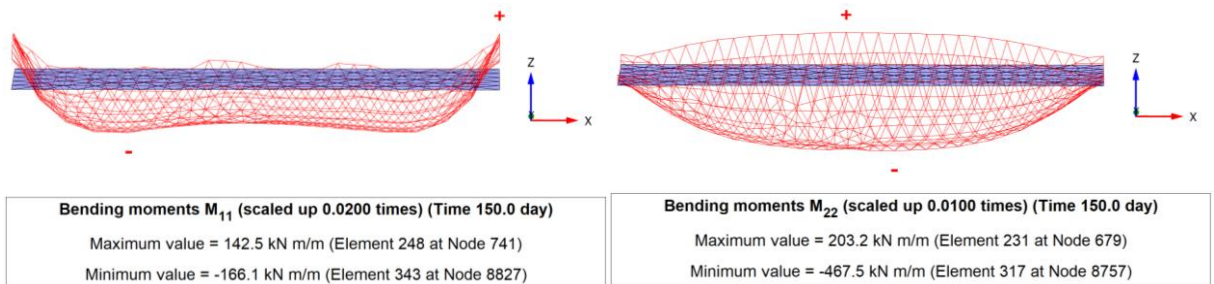 +
Z
X
-
Bending moments M11 (scaled up 0.0200 times) (Time 150.0 day)
Maximum value = 142.5 kN m/m (Element 248 at Node 741)
Minimum value = -166.1 kN m/m (Element 343 at Node 8827)
+
Z
X
-
Bending moments M22 (scaled up 0.0100 times) (Time 150.0 day)
Maximum value = 203.2 kN m/m (Element 231 at Node 679)
Minimum value = -467.5 kN m/m (Element 317 at Node 8757)